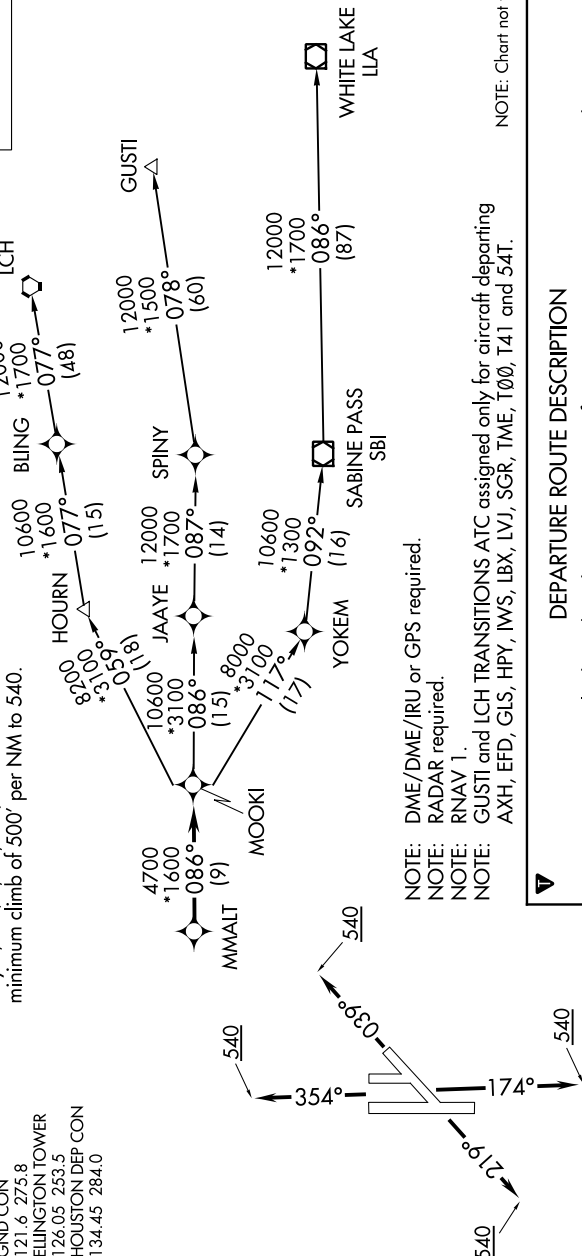 LCH
*1700
077°
(48)
BLING
10600
*1600
077°
(15)
HOURN
8200
*3100
059°
(18)
GUSTI
12000
*1500
078°
(60)
SPINY
12000
*1700
087°
(14)
JAAYE
10600
*3100
086°
(15)
WHITE LAKE
LLA
12000
*1700
086°
(87)
SABINE PASS
SBI
10600
*1300
092°
(16)
YOKEM
8000
*3100
117°
(17)
MOOKI
4700
*1600
086°
(9)
MMALT
minimum climb of 500' per NM to 540.
GND CON
121.6 275.8
ELLINGTON TOWER
126.05 253.5
HOUSTON DEP CON
134.45 284.0
540
354°
540
039°
174°
540
219°
540
NOTE: DME/DME/IRU or GPS required.
NOTE: RADAR required.
NOTE: RNAV 1.
NOTE: GUSTI and LCH TRANSITIONS ATC assigned only for aircraft departing
AXH, EFD, GLS, HPY, IWS, LBX, LVJ, SGR, TME, TØØ, T41 and 54T.
NOTE: Chart not
T
DEPARTURE ROUTE DESCRIPTION